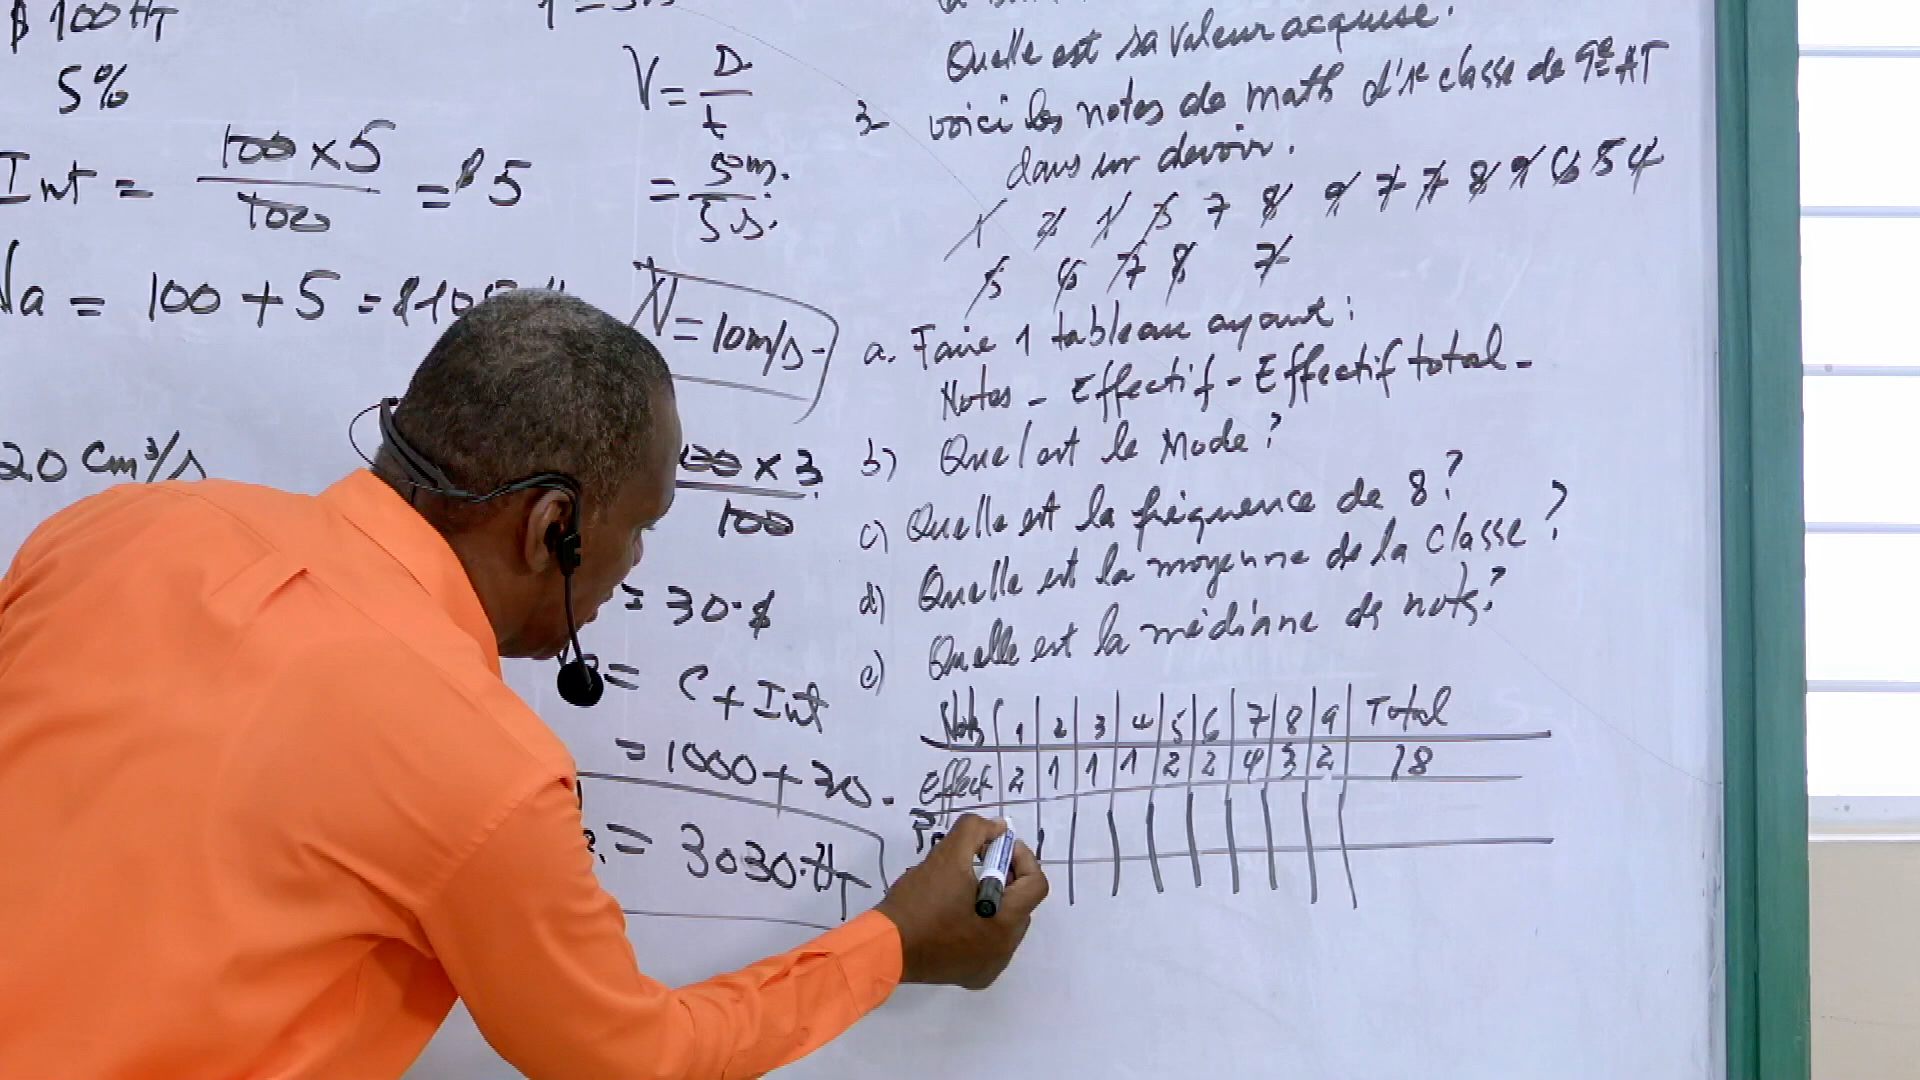 $ 100 HT
5%
Int = 100 x 5 / 100 = $ 5
Va = 100 + 5 =
20 Cm³/s
V = D / t
= 50m. / 5s.
V = 10m/s
x 3
100
= 30.$
= C + Int
= 1000 + 30.
= 3030.HT
Quelle est sa valeur acquise.
3 voici les notes de math d'1e classe de 9e AT
dans un devoir.
1 2 1 3 7 8 9 7 7 8 9 6 5 4
5 6 7 8 7
a. Faire 1 tableau ayant :
Notes - Effectif - Effectif total -
b) Quel est le Mode ?
c) Quelle est la fréquence de 8 ?
d) Quelle est la moyenne de la classe ?
e) Quelle est la médiane ds nots ?
Nots 1 2 3 4 5 6 7 8 9 Total
Effect 2 1 1 1 2 2 4 3 2 18